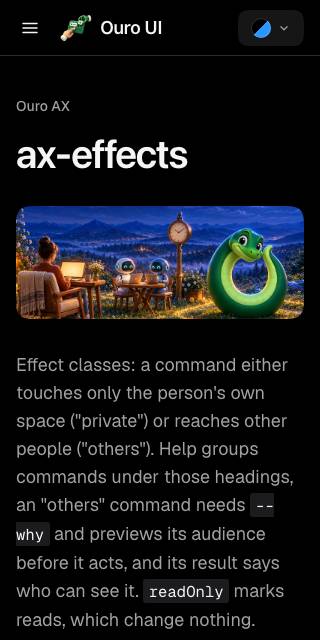 Ouro UI
Ouro AX
ax-effects
Effect classes: a command either
touches only the person's own
space ("private") or reaches other
people ("others"). Help groups
commands under those headings,
an "others" command needs --
why and previews its audience
before it acts, and its result says
who can see it. readOnly marks
reads, which change nothing.